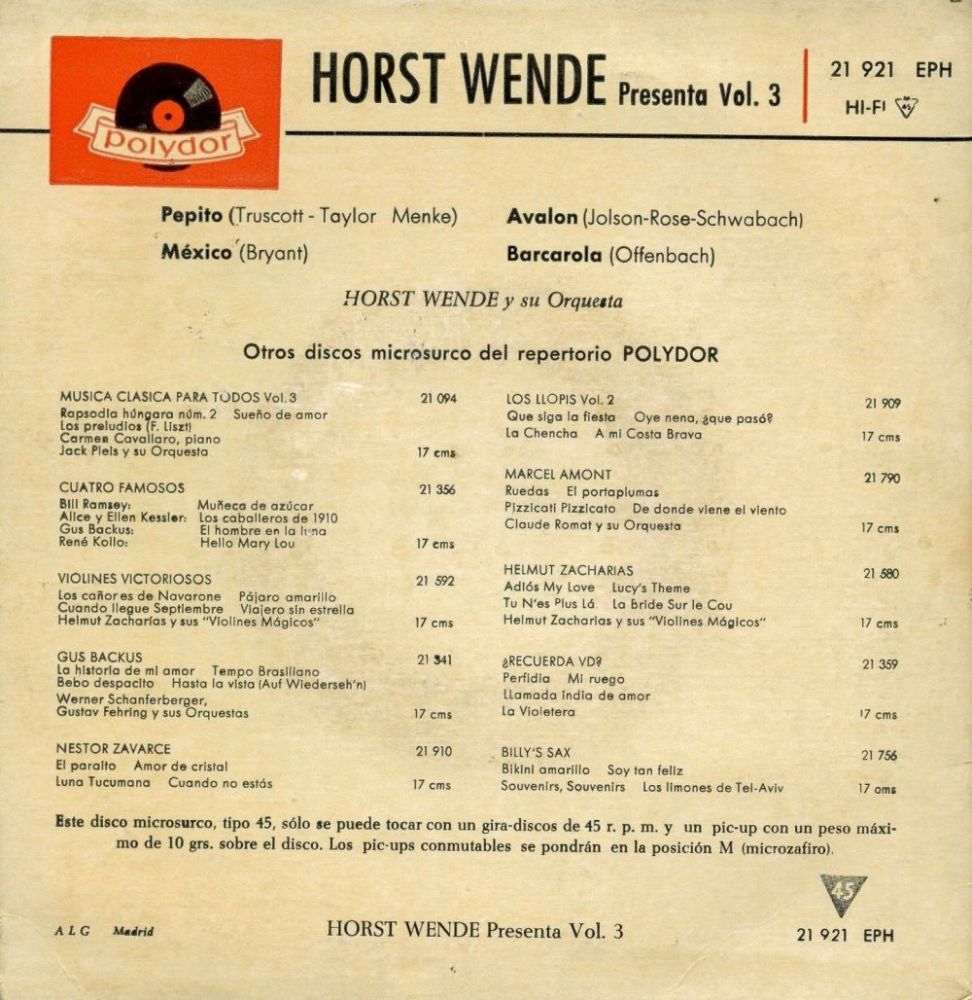 polydor
HORST WENDE Presenta Vol. 3
21 921 EPH
HI-FI 45
Pepito (Truscott - Taylor Menke)
México (Bryant)
Avalon (Jolson-Rose-Schwabach)
Barcarola (Offenbach)
HORST WENDE y su Orquesta
Otros discos microsurco del repertorio POLYDOR
MUSICA CLASICA PARA TODOS Vol. 3 21 094
Rapsodia húngara núm. 2 Sueño de amor
Los preludios (F. Liszt)
Carmen Cavallaro, piano
Jack Pleis y su Orquesta 17 cms
CUATRO FAMOSOS 21 356
Bill Ramsey: Muñeca de azúcar
Alice y Ellen Kessler: Los caballeros de 1910
Gus Backus: El hombre en la luna
René Kollo: Hello Mary Lou 17 cms
VIOLINES VICTORIOSOS 21 592
Los cañores de Navarone Pájaro amarillo
Cuando llegue Septiembre Viajero sin estrella
Helmut Zacharías y sus "Violines Mágicos" 17 cms
GUS BACKUS 21 341
La historia de mi amor Tempo Brasiliano
Bebo despacito Hasta la vista (Auf Wiederseh'n)
Werner Schanferberger,
Gustav Fehring y sus Orquestas 17 cms
NESTOR ZAVARCE 21 910
El paraíto Amor de cristal
Luna Tucumana Cuando no estás 17 cms
LOS LLOPIS Vol. 2 21 909
Que siga la fiesta Oye nena, ¿que pasó?
La Chencha A mi Costa Brava 17 cms
MARCEL AMONT 21 790
Ruedas El portaplumas
Pizzicati Pizzicato De donde viene el viento
Claude Romat y su Orquesta 17 cms
HELMUT ZACHARIAS 21 580
Adiós My Love Lucy's Theme
Tu N'es Plus Lá La Bride Sur le Cou
Helmut Zacharias y sus "Violines Mágicos" 17 cms
¿RECUERDA VD? 21 359
Perfidia Mi ruego
Llamada india de amor
La Violetera 17 cms
BILLY'S SAX 21 756
Bikini amarillo Soy tan feliz
Souvenirs, Souvenirs Los limones de Tel-Aviv 17 cms
Este disco microsurco, tipo 45, sólo se puede tocar con un gira-discos de 45 r. p. m. y un pic-up con un peso máxi-
mo de 10 grs. sobre el disco. Los pic-ups conmutables se pondrán en la posición M (microzafiro).
45
ALG Madrid
HORST WENDE Presenta Vol. 3
21 921 EPH